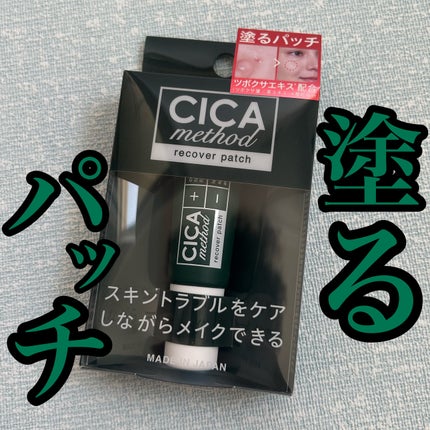 塗るパッチ
ツボクサエキス*配合
CICA
method
recover patch
CICA
method
recover patch
スキントラブルをケア
しながらメイクできる
MADE IN JAPAN
塗る
パッチ